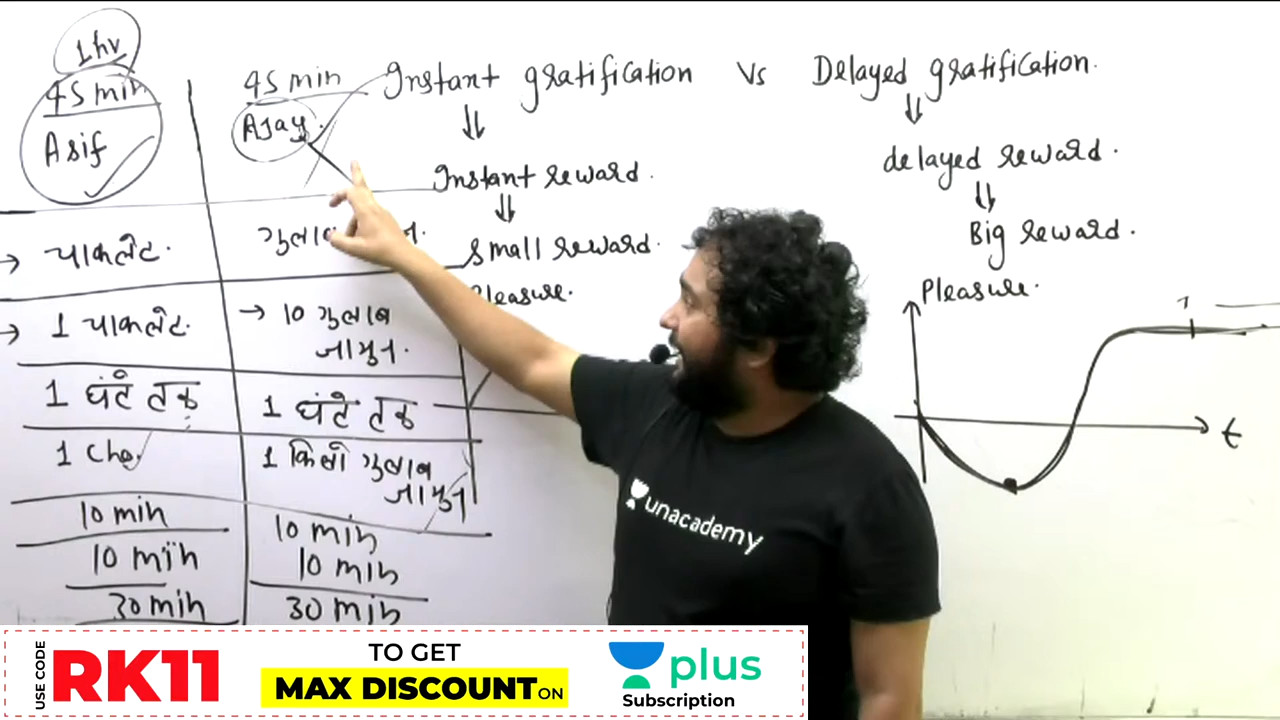 1hr
45 min
Asif
45 min
AJay.
Instant gratification Vs Delayed gratification.
Instant reward.
small reward.
Pleasure.
delayed reward.
Big reward.
Pleasure.
t
→ चाकलेट.
→ 1 चाकलेट.
→ 10 गुलाब
जामुन.
1 घंटे तक
1 घंटे तक
1 Cho
1 किलो गुलाब
जामुन
10 min
10 min
30 min
10 min
10 min
30 min
unacademy
USE CODE
RK11
TO GET
MAX DISCOUNT ON
plus
Subscription